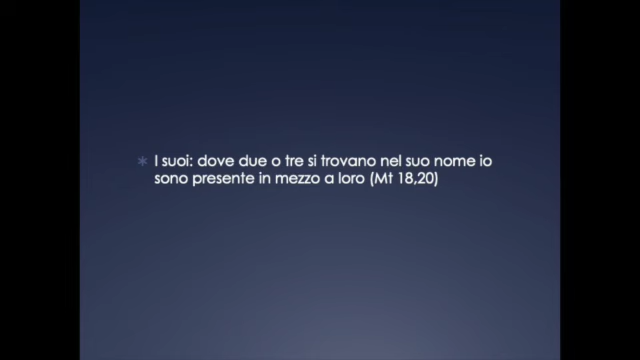 * I suoi: dove due o tre si trovano nel suo nome io
sono presente in mezzo a loro (Mt 18,20)